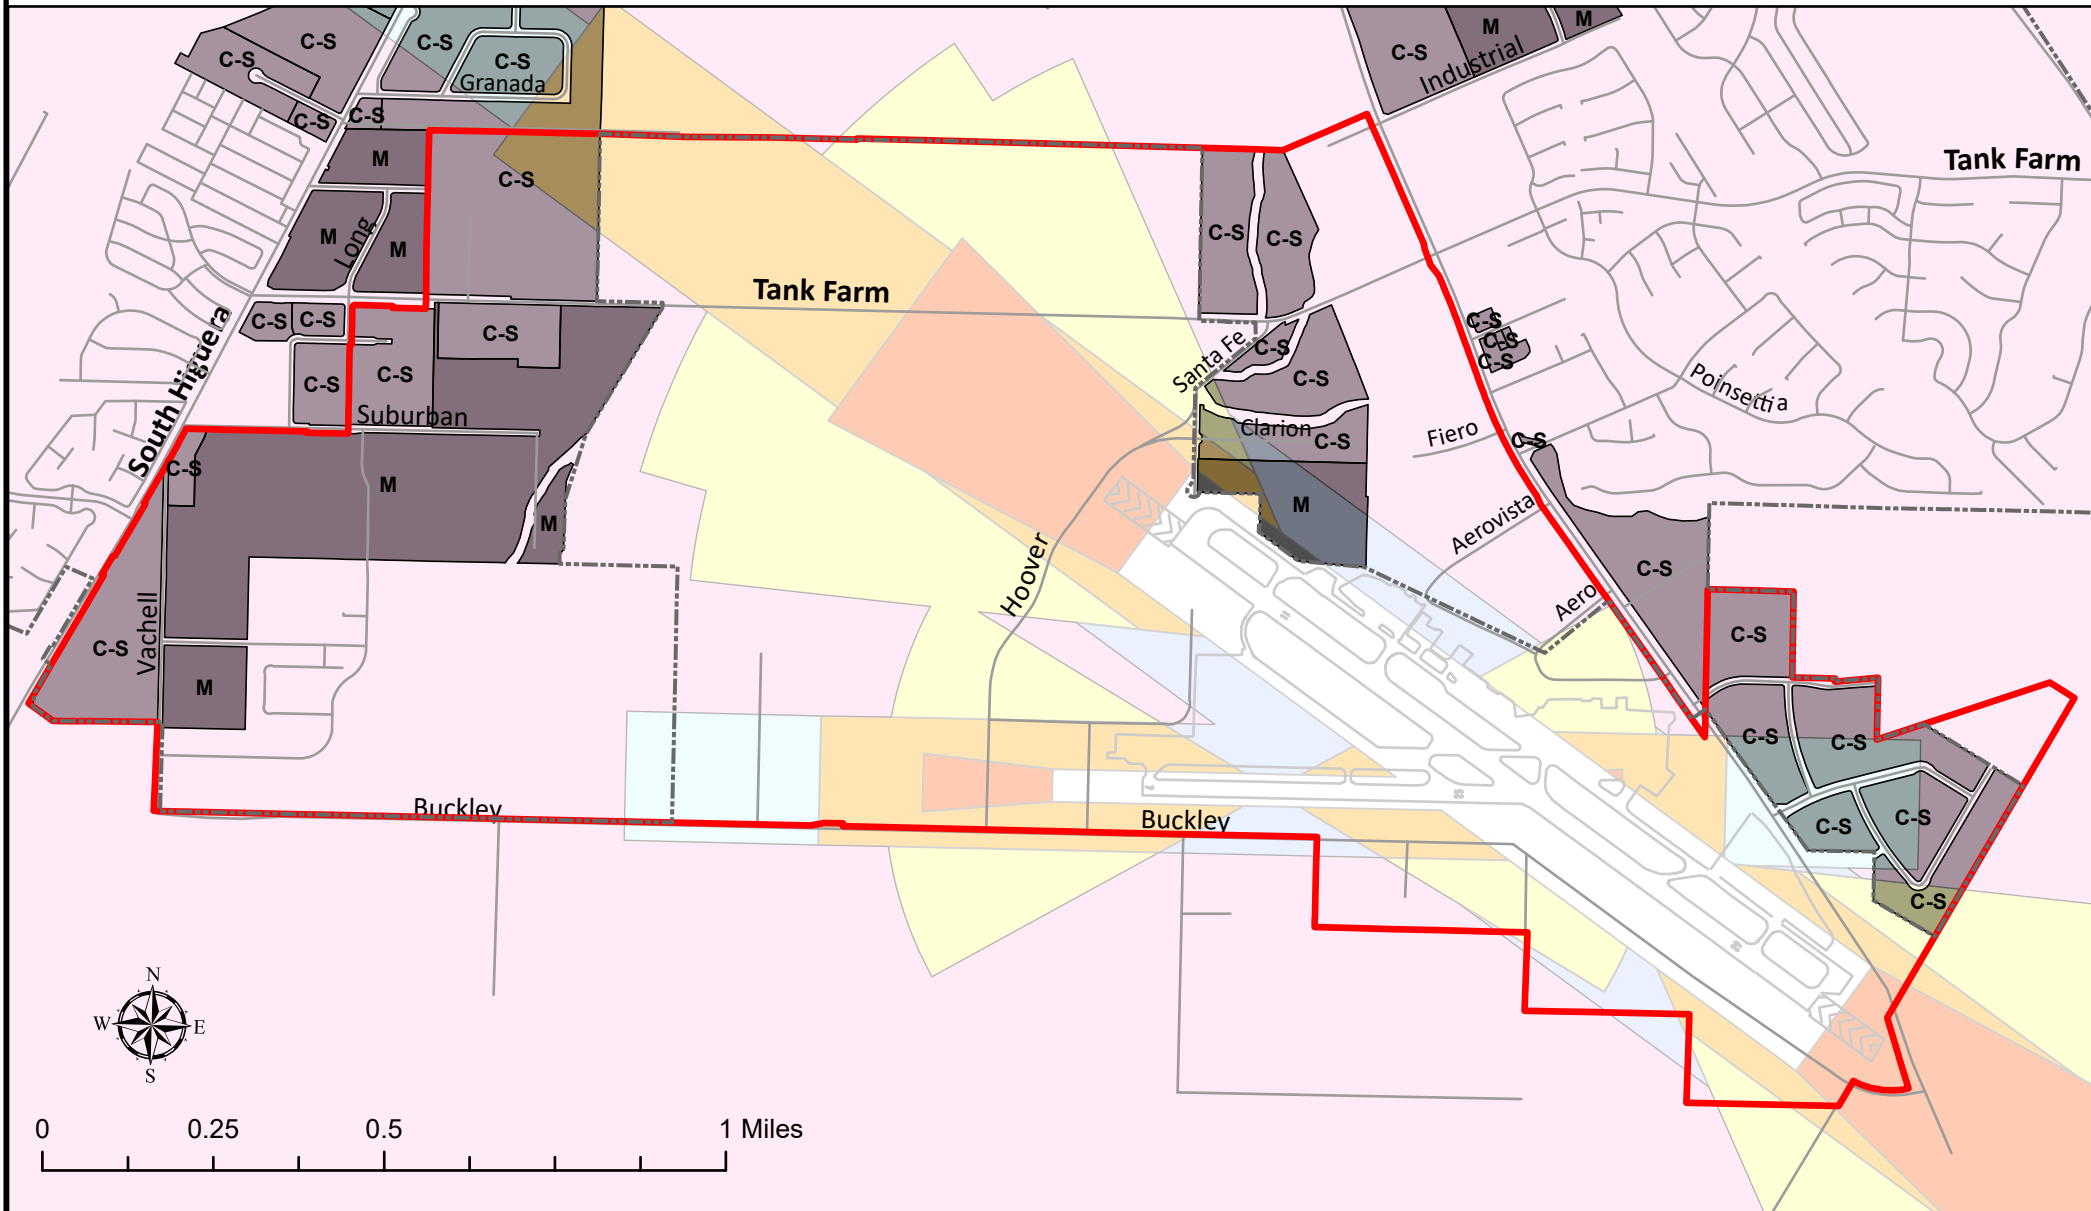 M
C-S
M
C-S
C-S
C-S
C-S
Industrial
C-S
Granada
C-S
C-S
M
Tank Farm
C-S
M
Long
M
C-S
C-S
Tank Farm
C-S
C-S
C-S
C-S
C-S
C-S
C-S
Santa Fe
C-S
South Higuera
C-S
C-S
C-S
Poinsettia
Suburban
Clarion
C-S
Fiero
C-S
C-S
M
M
M
Aerovista
Hoover
C-S
Aero
Vachell
C-S
C-S
M
C-S
C-S
Buckley
Buckley
C-S
C-S
C-S
N
W
E
S
0
0.25
0.5
1 Miles